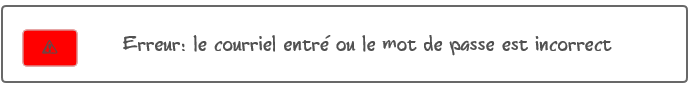 Erreur: le courriel entré ou le mot de passe est incorrect